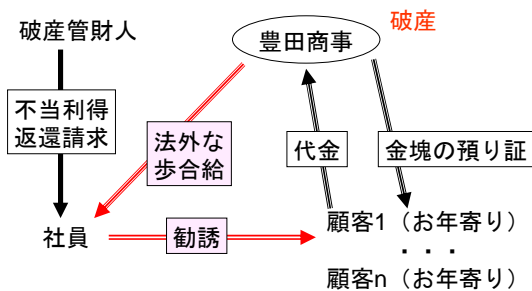 破産管財人
豊田商事
破産
不当利得
返還請求
法外な
歩合給
代金
金塊の預り証
社員
勧誘
顧客1（お年寄り）
・・・
顧客n（お年寄り）